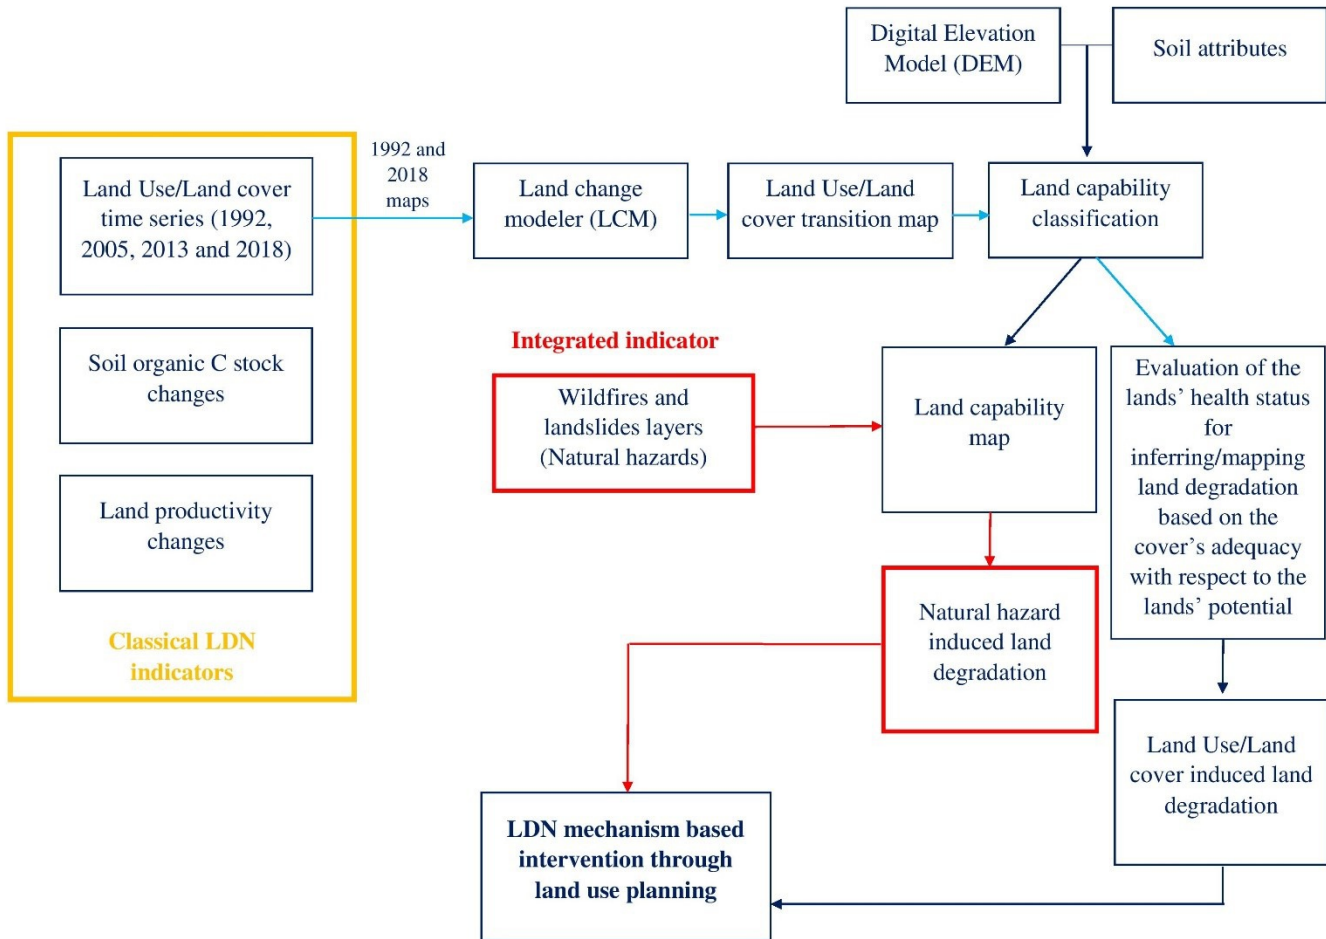 Digital Elevation
Model (DEM)
Soil attributes
1992 and
2018
maps
Land Use/Land cover
time series (1992,
2005, 2013 and 2018)
Land change
modeler (LCM)
Land Use/Land
cover transition map
Land capability
classification
Soil organic C stock
changes
Land productivity
changes
Classical LDN
indicators
Integrated indicator
Wildfires and
landslides layers
(Natural hazards)
Land capability
map
Evaluation of the
lands’ health status
for
inferring/mapping
land degradation
based on the
cover’s adequacy
with respect to the
lands’ potential
Natural hazard
induced land
degradation
Land Use/Land
cover induced land
degradation
LDN mechanism based
intervention through
land use planning